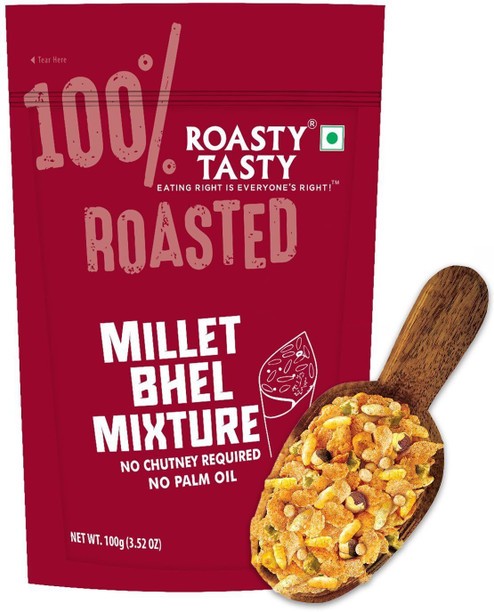 Tear Here
100%
ROASTY®
TASTY
EATING RIGHT IS EVERYONE'S RIGHT!™
ROASTED
MILLET
BHEL
MIXTURE
NO CHUTNEY REQUIRED
NO PALM OIL
NET WT. 100g (3.52 OZ)